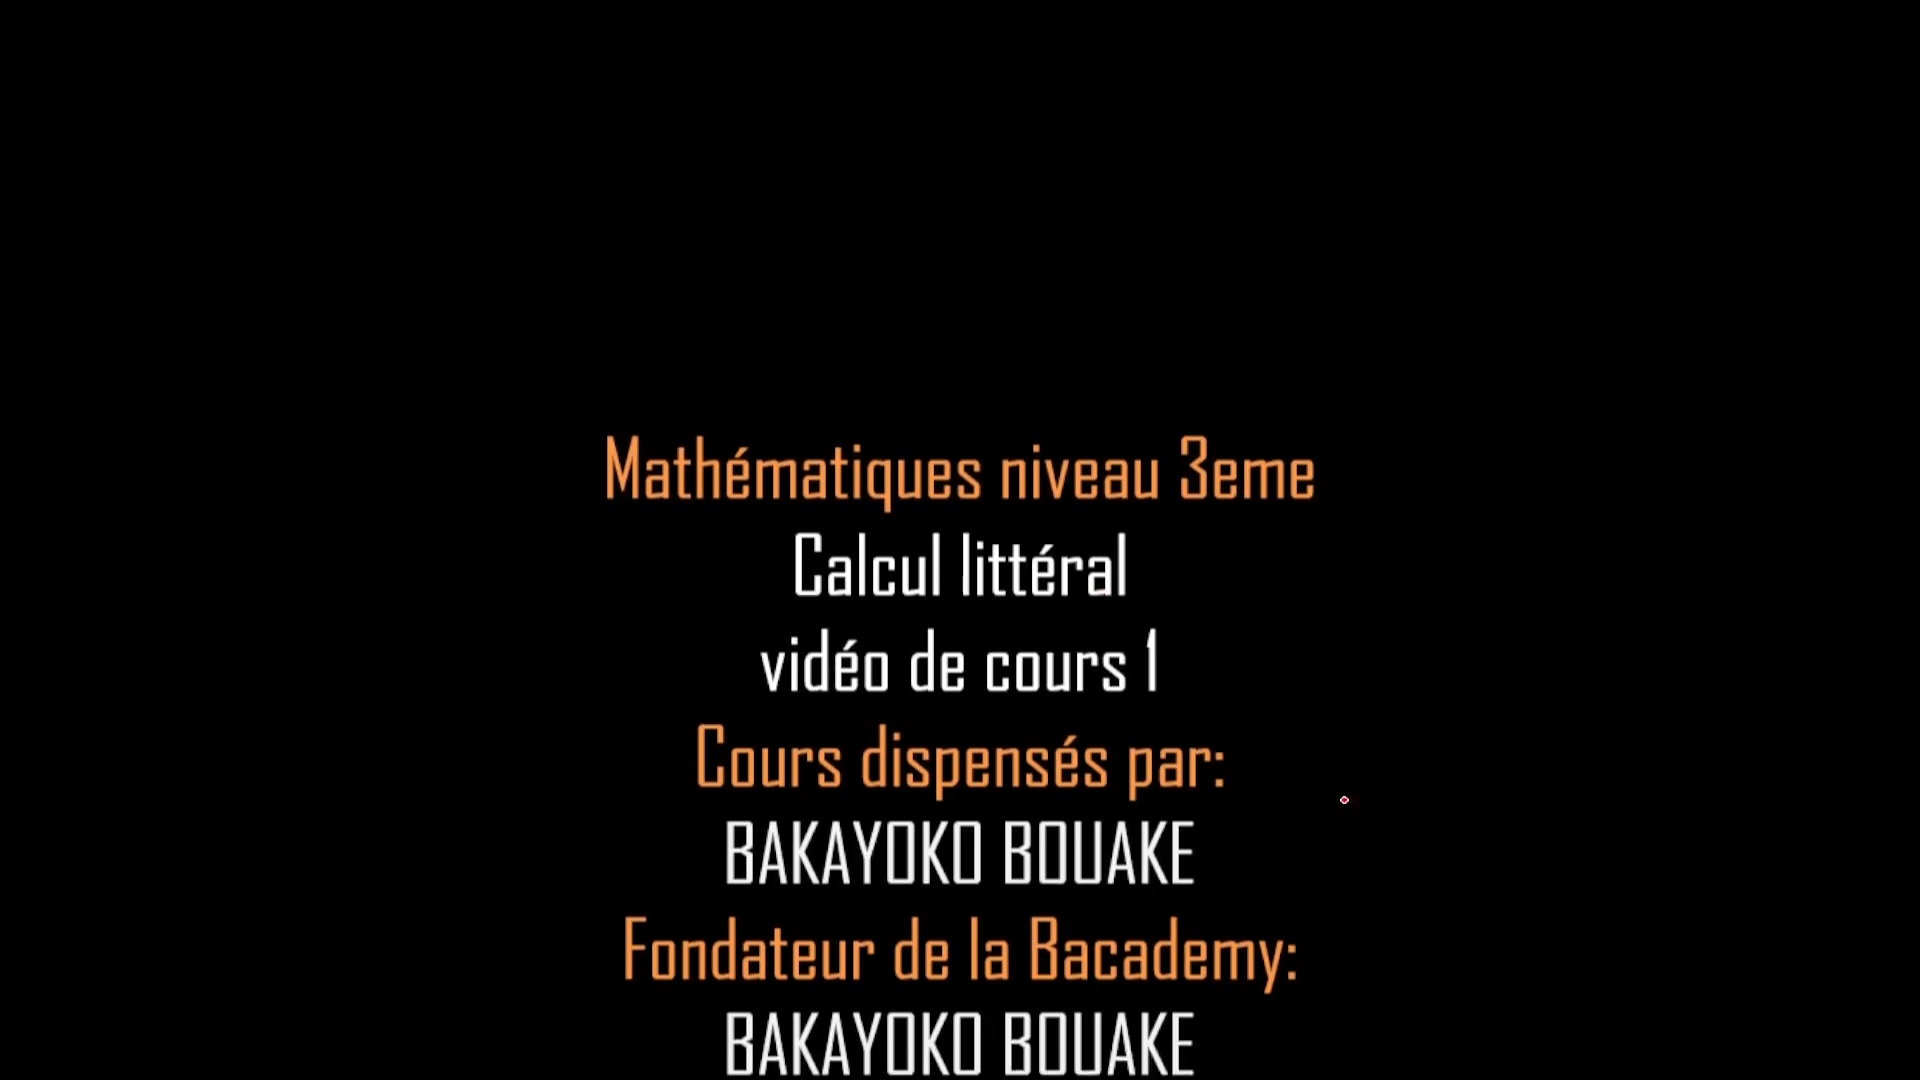 Mathématiques niveau 3eme
Calcul littéral
vidéo de cours 1
Cours dispensés par:
BAKAYOKO BOUAKE
Fondateur de la Bacademy:
BAKAYOKO BOUAKE